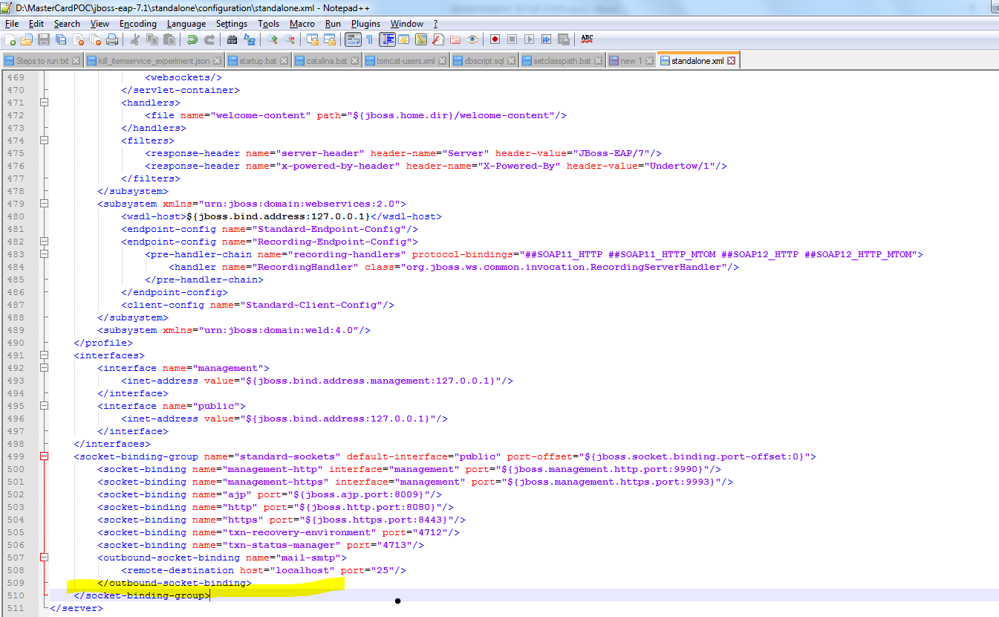 D:\MasterCardPOC\jboss-eap-7.1\standalone\configuration\standalone.xml - Notepad++
File Edit Search View Encoding Language Settings Tools Macro Run Plugins Window ?
ABC
Steps to run.txt kill_itemservice_experiment.json startup.bat catalina.bat tomcat-users.xml dbscript.sql setclasspath.bat new 1 standalone.xml
469 <websockets/>
470 </servlet-container>
471 <handlers>
472 <file name="welcome-content" path="${jboss.home.dir}/welcome-content"/>
473 </handlers>
474 <filters>
475 <response-header name="server-header" header-name="Server" header-value="JBoss-EAP/7"/>
476 <response-header name="x-powered-by-header" header-name="X-Powered-By" header-value="Undertow/1"/>
477 </filters>
478 </subsystem>
479 <subsystem xmlns="urn:jboss:domain:webservices:2.0">
480 <wsdl-host>${jboss.bind.address:127.0.0.1}</wsdl-host>
481 <endpoint-config name="Standard-Endpoint-Config"/>
482 <endpoint-config name="Recording-Endpoint-Config">
483 <pre-handler-chain name="recording-handlers" protocol-bindings="##SOAP11_HTTP ##SOAP11_HTTP_MTOM ##SOAP12_HTTP ##SOAP12_HTTP_MTOM">
484 <handler name="RecordingHandler" class="org.jboss.ws.common.invocation.RecordingServerHandler"/>
485 </pre-handler-chain>
486 </endpoint-config>
487 <client-config name="Standard-Client-Config"/>
488 </subsystem>
489 <subsystem xmlns="urn:jboss:domain:weld:4.0"/>
490 </profile>
491 <interfaces>
492 <interface name="management">
493 <inet-address value="${jboss.bind.address.management:127.0.0.1}"/>
494 </interface>
495 <interface name="public">
496 <inet-address value="${jboss.bind.address:127.0.0.1}"/>
497 </interface>
498 </interfaces>
499 <socket-binding-group name="standard-sockets" default-interface="public" port-offset="${jboss.socket.binding.port-offset:0}">
500 <socket-binding name="management-http" interface="management" port="${jboss.management.http.port:9990}"/>
501 <socket-binding name="management-https" interface="management" port="${jboss.management.https.port:9993}"/>
502 <socket-binding name="ajp" port="${jboss.ajp.port:8009}"/>
503 <socket-binding name="http" port="${jboss.http.port:8080}"/>
504 <socket-binding name="https" port="${jboss.https.port:8443}"/>
505 <socket-binding name="txn-recovery-environment" port="4712"/>
506 <socket-binding name="txn-status-manager" port="4713"/>
507 <outbound-socket-binding name="mail-smtp">
508 <remote-destination host="localhost" port="25"/>
509 </outbound-socket-binding>
510 </socket-binding-group>
511 </server>